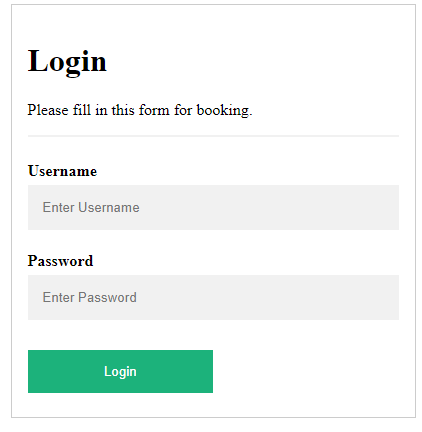 Login
Please fill in this form for booking.
Username
Enter Username
Password
Enter Password
Login